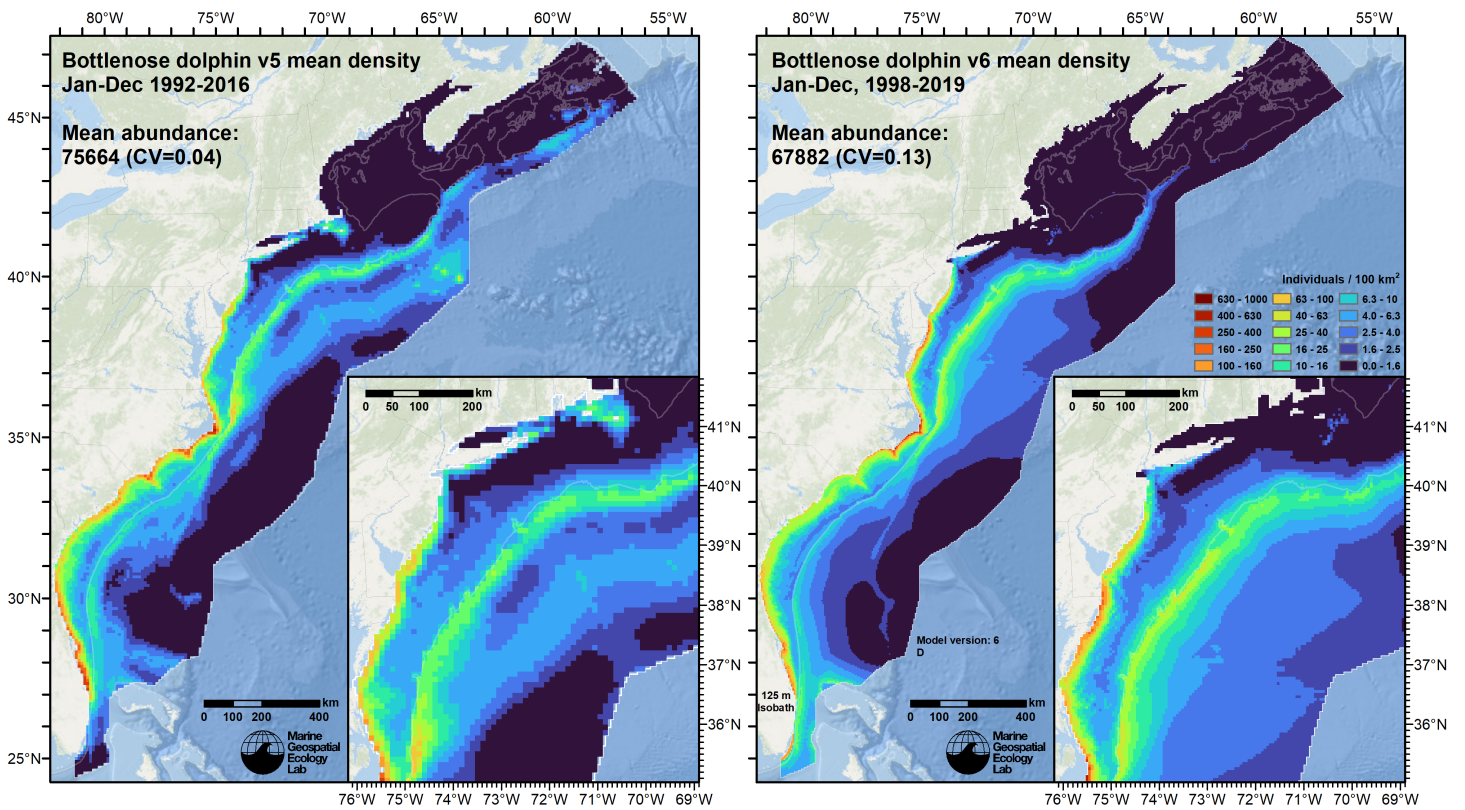 80°W 75°W 70°W 65°W 60°W 55°W
Bottlenose dolphin v5 mean density
Jan-Dec 1992-2016
Mean abundance:
75664 (CV=0.04)
45°N
40°N
35°N
30°N
25°N
km
0 50 100 200
41°N
40°N
39°N
38°N
37°N
36°N
km
0 100 200 400
Marine
Geospatial
Ecology
Lab
76°W 75°W 74°W 73°W 72°W 71°W 70°W 69°W
80°W 75°W 70°W 65°W 60°W 55°W
Bottlenose dolphin v6 mean density
Jan-Dec, 1998-2019
Mean abundance:
67882 (CV=0.13)
Individuals / 100 km²
630 - 1000 63 - 100 6.3 - 10
400 - 630 40 - 63 4.0 - 6.3
250 - 400 25 - 40 2.5 - 4.0
160 - 250 16 - 25 1.6 - 2.5
100 - 160 10 - 16 0.0 - 1.6
km
0 50 100 200
41°N
40°N
39°N
38°N
37°N
36°N
Model version: 6
D
125 m
Isobath
km
0 100 200 400
Marine
Geospatial
Ecology
Lab
76°W 75°W 74°W 73°W 72°W 71°W 70°W 69°W